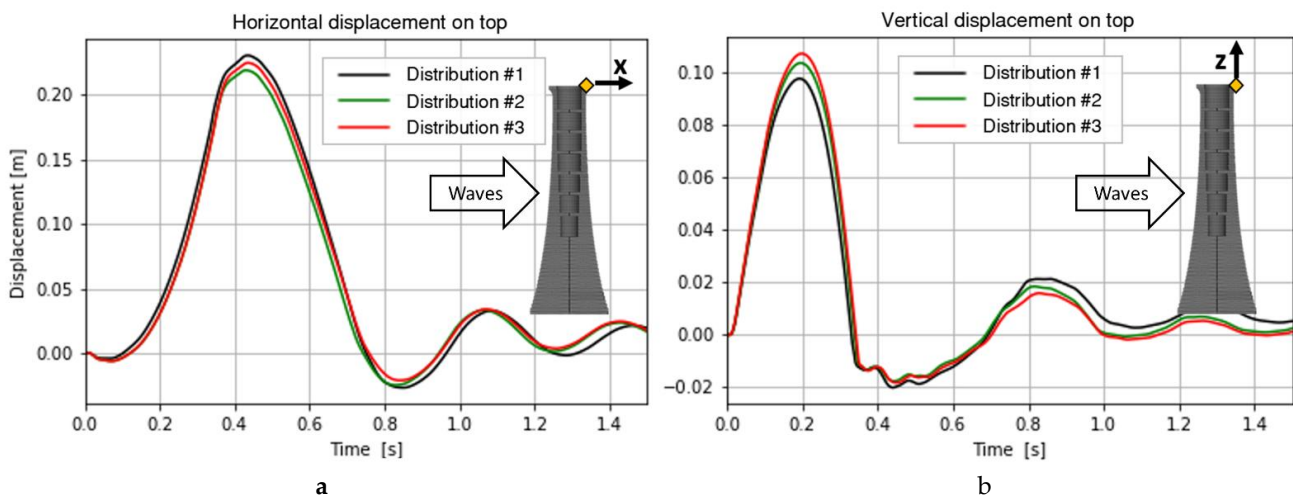 Horizontal displacement on top
Displacement [m]
0.20
0.15
0.10
0.05
0.00
Distribution #1
Distribution #2
Distribution #3
X
Waves
0.0 0.2 0.4 0.6 0.8 1.0 1.2 1.4
Time [s]
a
Vertical displacement on top
0.10
0.08
0.06
0.04
0.02
0.00
−0.02
Distribution #1
Distribution #2
Distribution #3
z
Waves
0.0 0.2 0.4 0.6 0.8 1.0 1.2 1.4
Time [s]
b